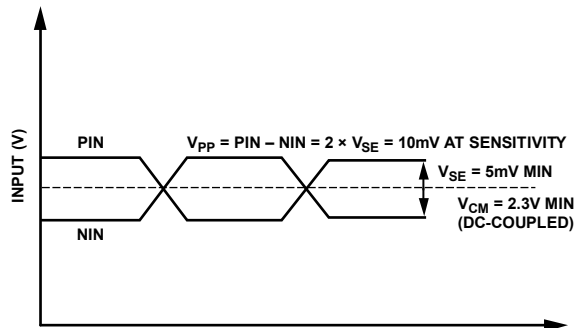 INPUT (V)
PIN
V_PP = PIN – NIN = 2 × V_SE = 10mV AT SENSITIVITY
V_SE = 5mV MIN
V_CM = 2.3V MIN
(DC-COUPLED)
NIN